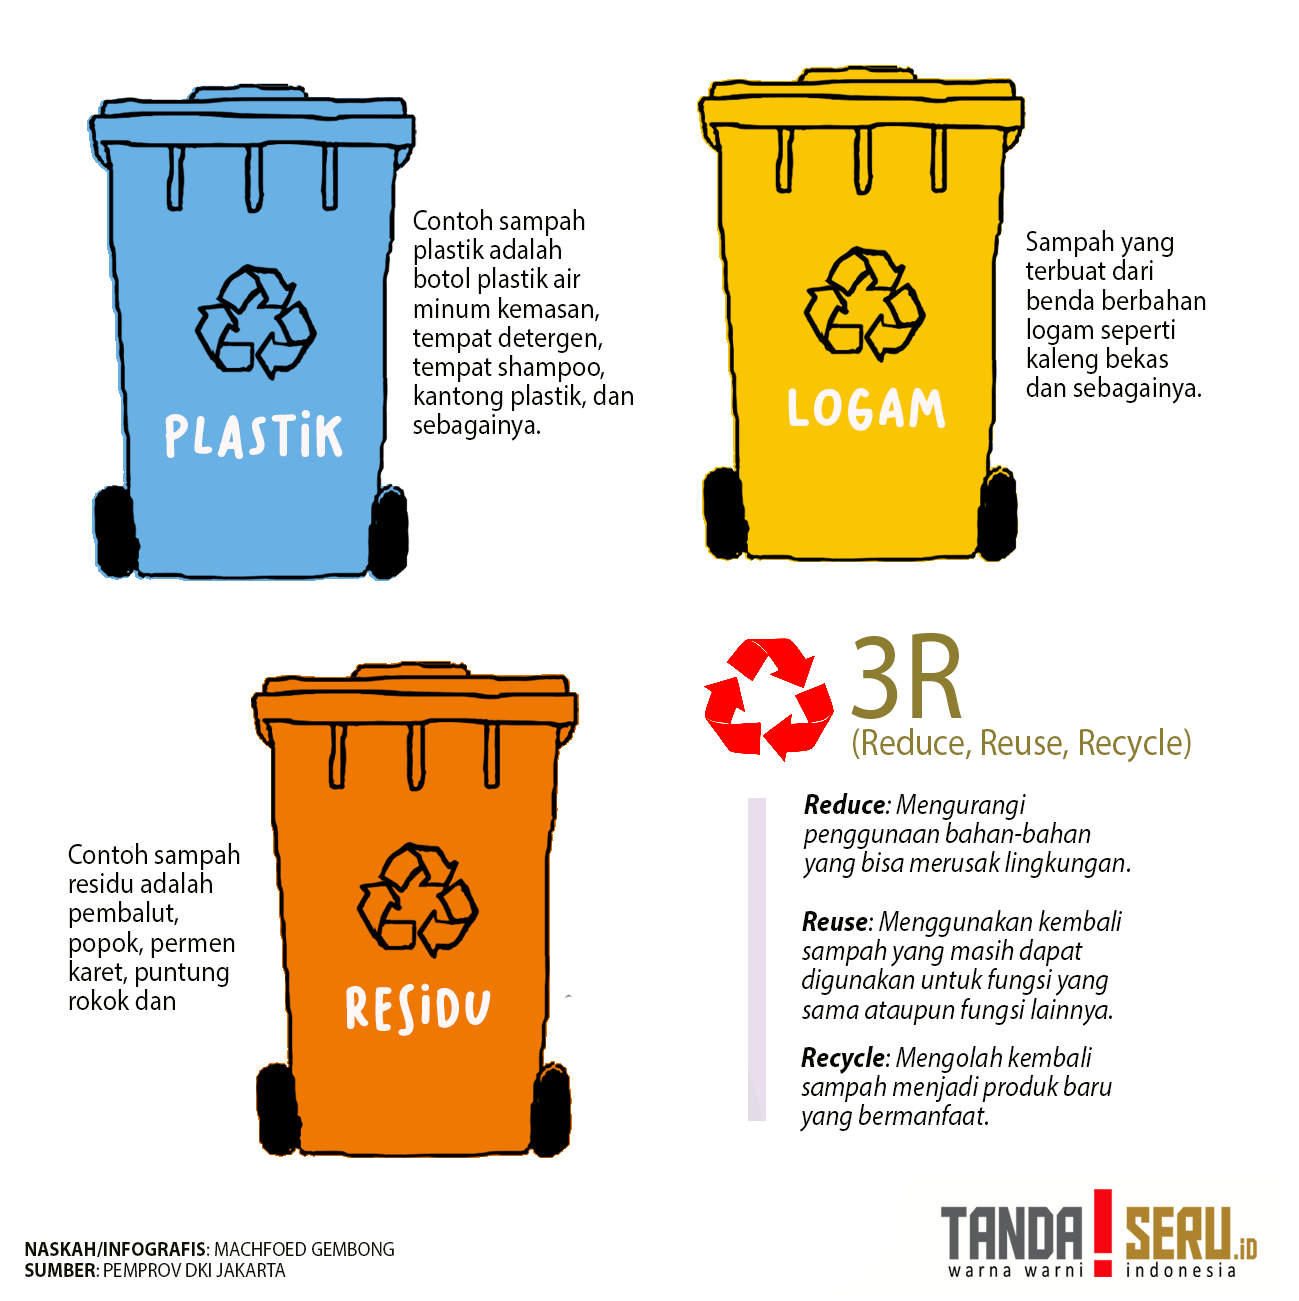 PLASTiK
Contoh sampah
plastik adalah
botol plastik air
minum kemasan,
tempat detergen,
tempat shampoo,
kantong plastik, dan
sebagainya.
LOGAM
Sampah yang
terbuat dari
benda berbahan
logam seperti
kaleng bekas
dan sebagainya.
Contoh sampah
residu adalah
pembalut,
popok, permen
karet, puntung
rokok dan
RESiDU
3R
(Reduce, Reuse, Recycle)
Reduce: Mengurangi
penggunaan bahan-bahan
yang bisa merusak lingkungan.
Reuse: Menggunakan kembali
sampah yang masih dapat
digunakan untuk fungsi yang
sama ataupun fungsi lainnya.
Recycle: Mengolah kembali
sampah menjadi produk baru
yang bermanfaat.
NASKAH/INFOGRAFIS: MACHFOED GEMBONG
SUMBER: PEMPROV DKI JAKARTA
TANDA!SERU.iD
warna warni indonesia